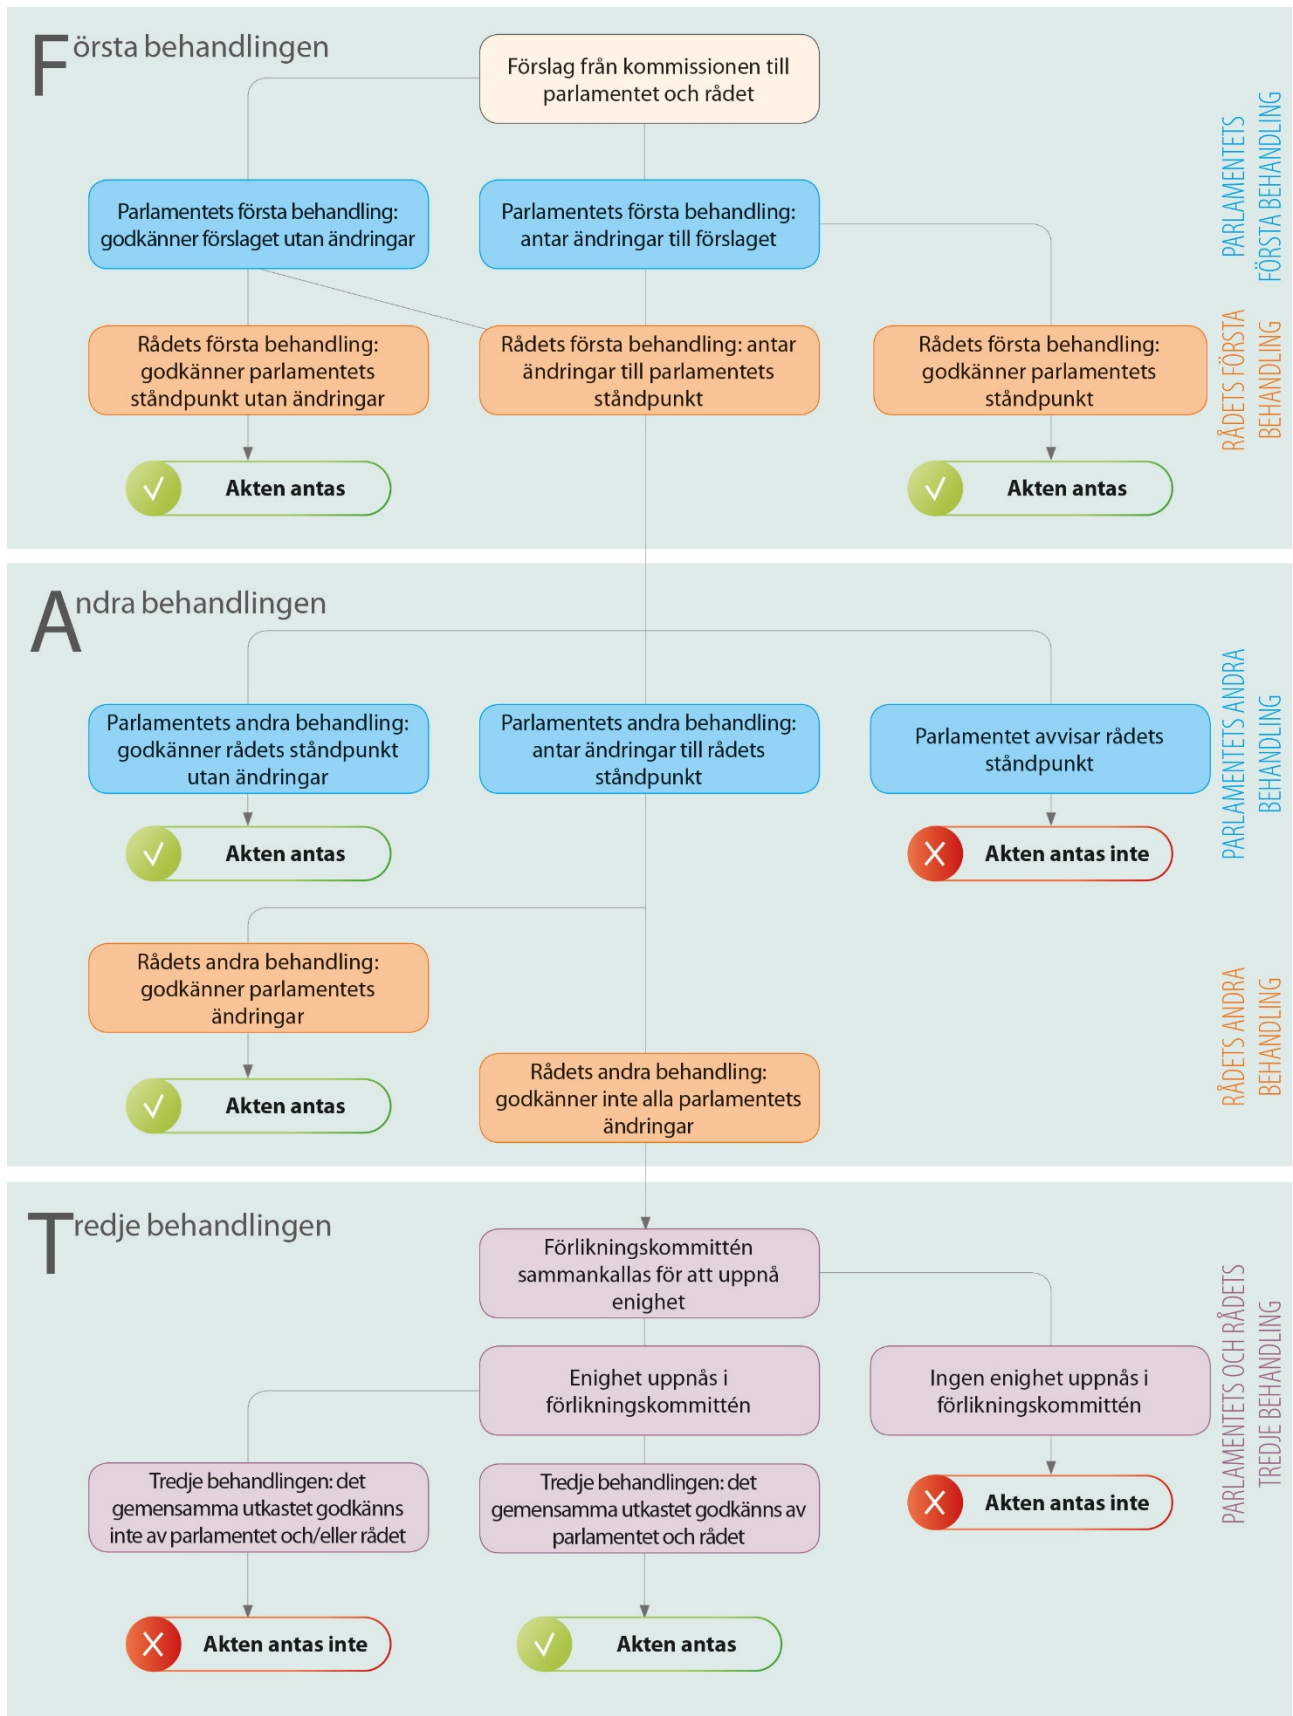 Första behandlingen
Förslag från kommissionen till
parlamentet och rådet
Parlamentets första behandling:
godkänner förslaget utan ändringar
Parlamentets första behandling:
antar ändringar till förslaget
PARLAMENTETS
FÖRSTA BEHANDLING
Rådets första behandling:
godkänner parlamentets
ståndpunkt utan ändringar
Rådets första behandling: antar
ändringar till parlamentets
ståndpunkt
Rådets första behandling:
godkänner parlamentets
ståndpunkt
RÅDETS FÖRSTA
BEHANDLING
Akten antas
Akten antas
Andra behandlingen
Parlamentets andra behandling:
godkänner rådets ståndpunkt
utan ändringar
Parlamentets andra behandling:
antar ändringar till rådets
ståndpunkt
Parlamentet avvisar rådets
ståndpunkt
PARLAMENTETS ANDRA
BEHANDLING
Akten antas
Akten antas inte
Rådets andra behandling:
godkänner parlamentets
ändringar
Akten antas
Rådets andra behandling:
godkänner inte alla parlamentets
ändringar
RÅDETS ANDRA
BEHANDLING
Tredje behandlingen
Förlikningskommittén
sammankallas för att uppnå
enighet
Enighet uppnås i
förlikningskommittén
Ingen enighet uppnås i
förlikningskommittén
PARLAMENTETS OCH RÅDETS
TREDJE BEHANDLING
Tredje behandlingen: det
gemensamma utkastet godkänns
inte av parlamentet och/eller rådet
Tredje behandlingen: det
gemensamma utkastet godkänns av
parlamentet och rådet
Akten antas inte
Akten antas inte
Akten antas